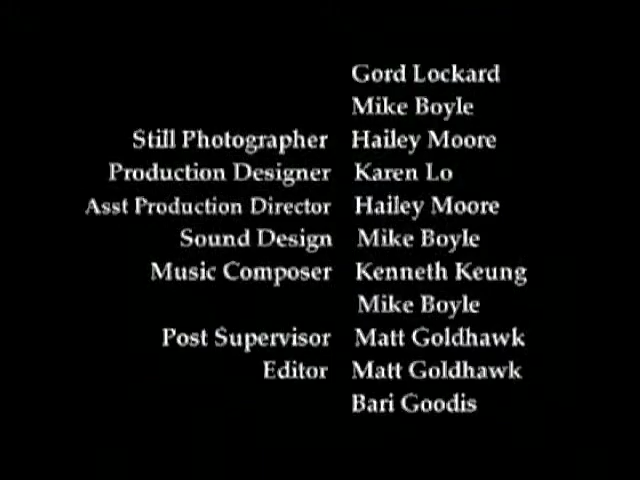 Gord Lockard
Mike Boyle
Still Photographer Hailey Moore
Production Designer Karen Lo
Asst Production Director Hailey Moore
Sound Design Mike Boyle
Music Composer Kenneth Keung
Mike Boyle
Post Supervisor Matt Goldhawk
Editor Matt Goldhawk
Bari Goodis